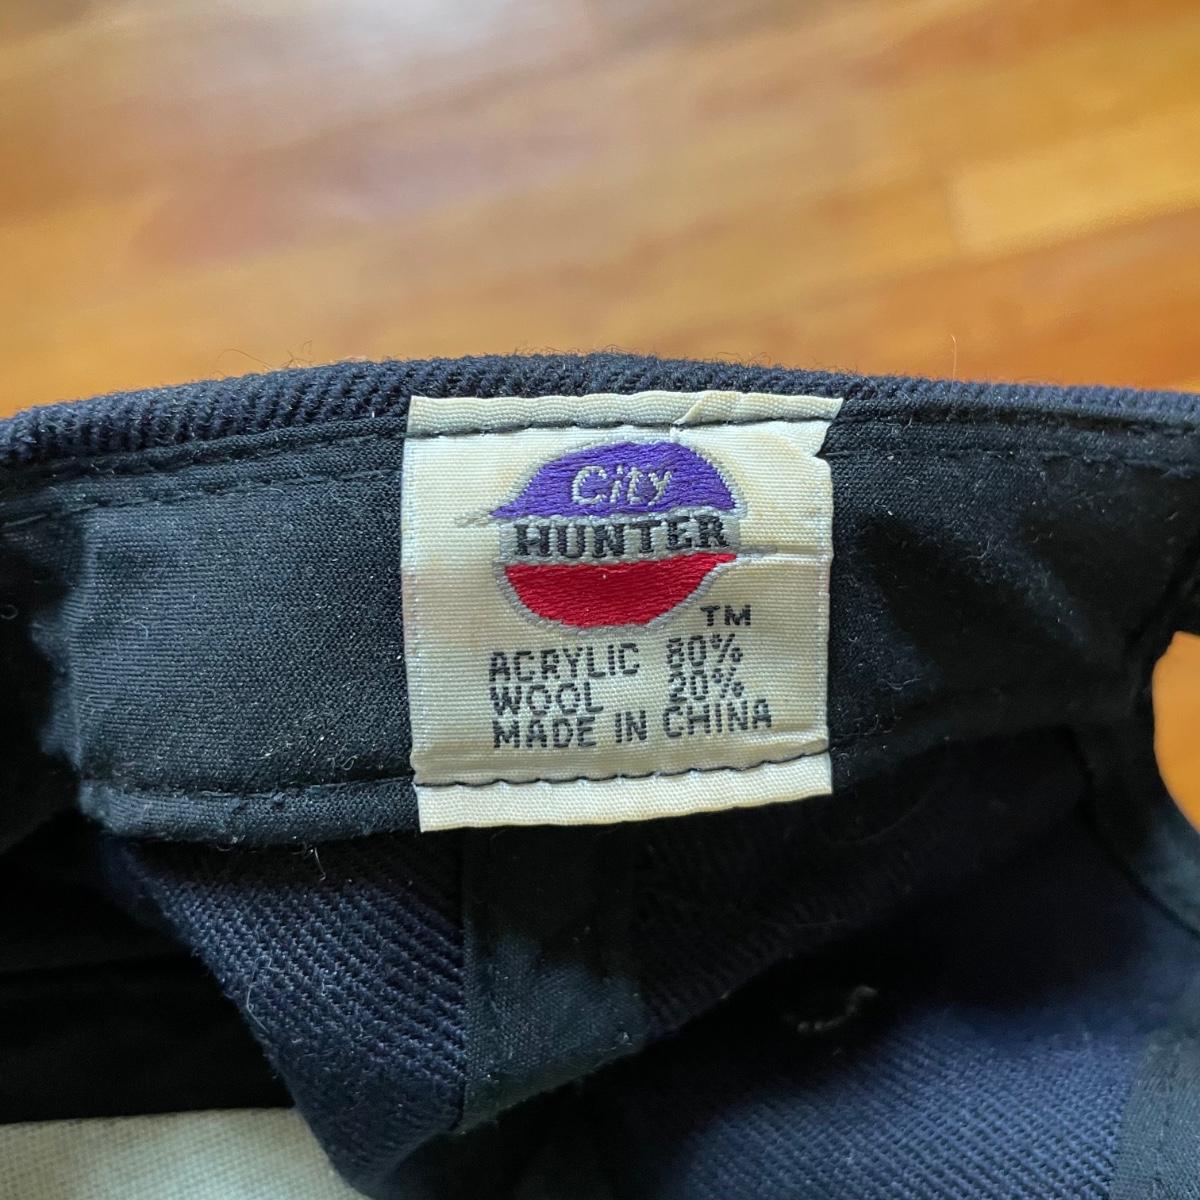 City
HUNTER
TM
ACRYLIC 80%
WOOL 20%
MADE IN CHINA